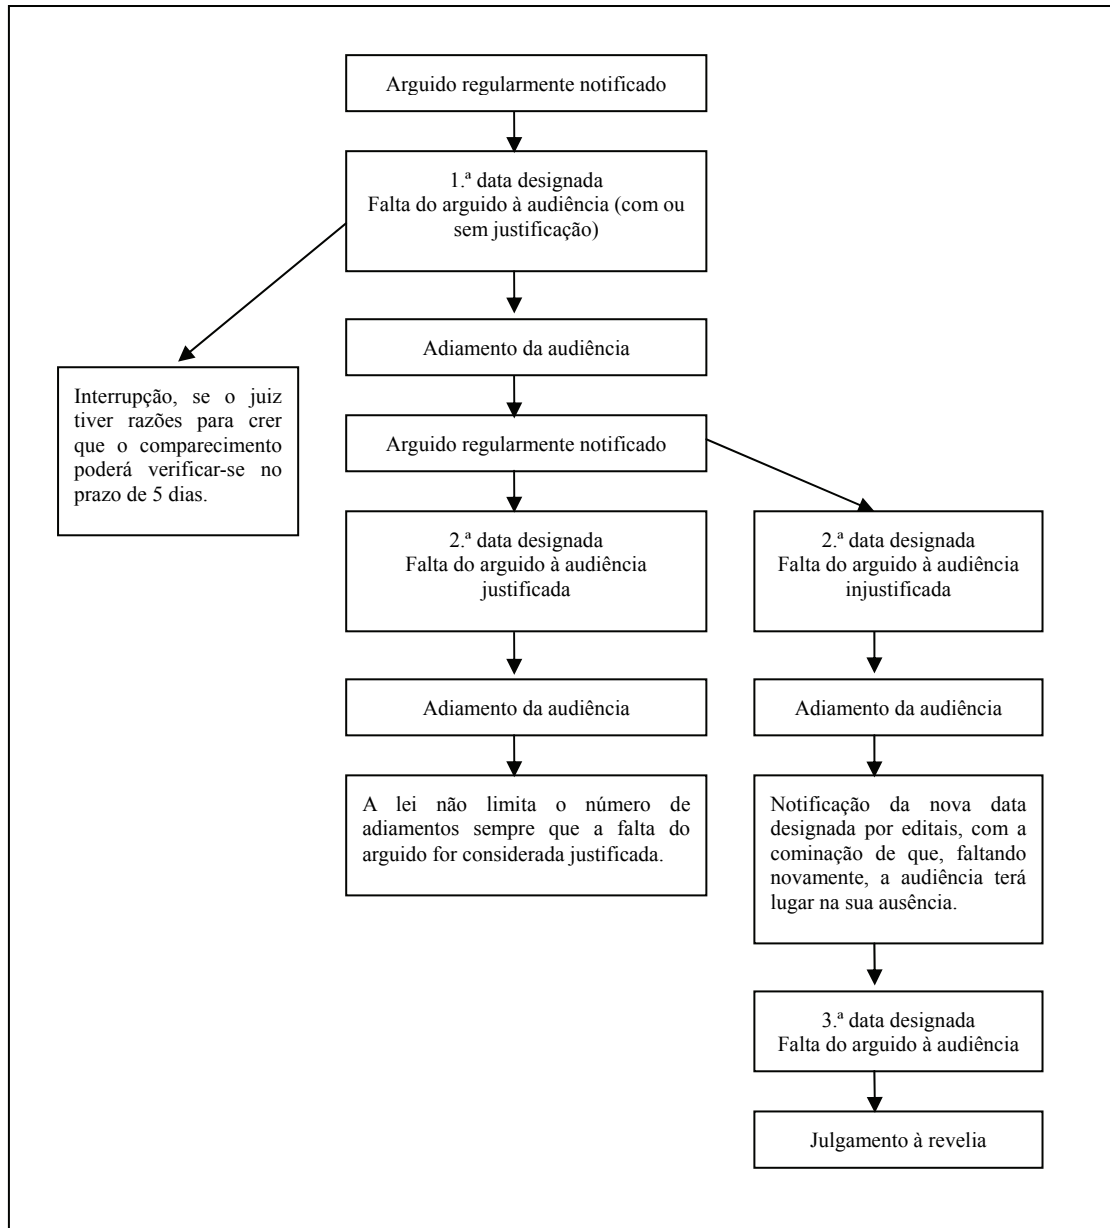 Arguido regularmente notificado
1.ª data designada
Falta do arguido à audiência (com ou
sem justificação)
Adiamento da audiência
Interrupção, se o juiz
tiver razões para crer
que o comparecimento
poderá verificar-se no
prazo de 5 dias.
Arguido regularmente notificado
2.ª data designada
Falta do arguido à audiência
justificada
2.ª data designada
Falta do arguido à audiência
injustificada
Adiamento da audiência
Adiamento da audiência
A lei não limita o número de
adiamentos sempre que a falta do
arguido for considerada justificada.
Notificação da nova data
designada por editais, com a
cominação de que, faltando
novamente, a audiência terá
lugar na sua ausência.
3.ª data designada
Falta do arguido à audiência
Julgamento à revelia